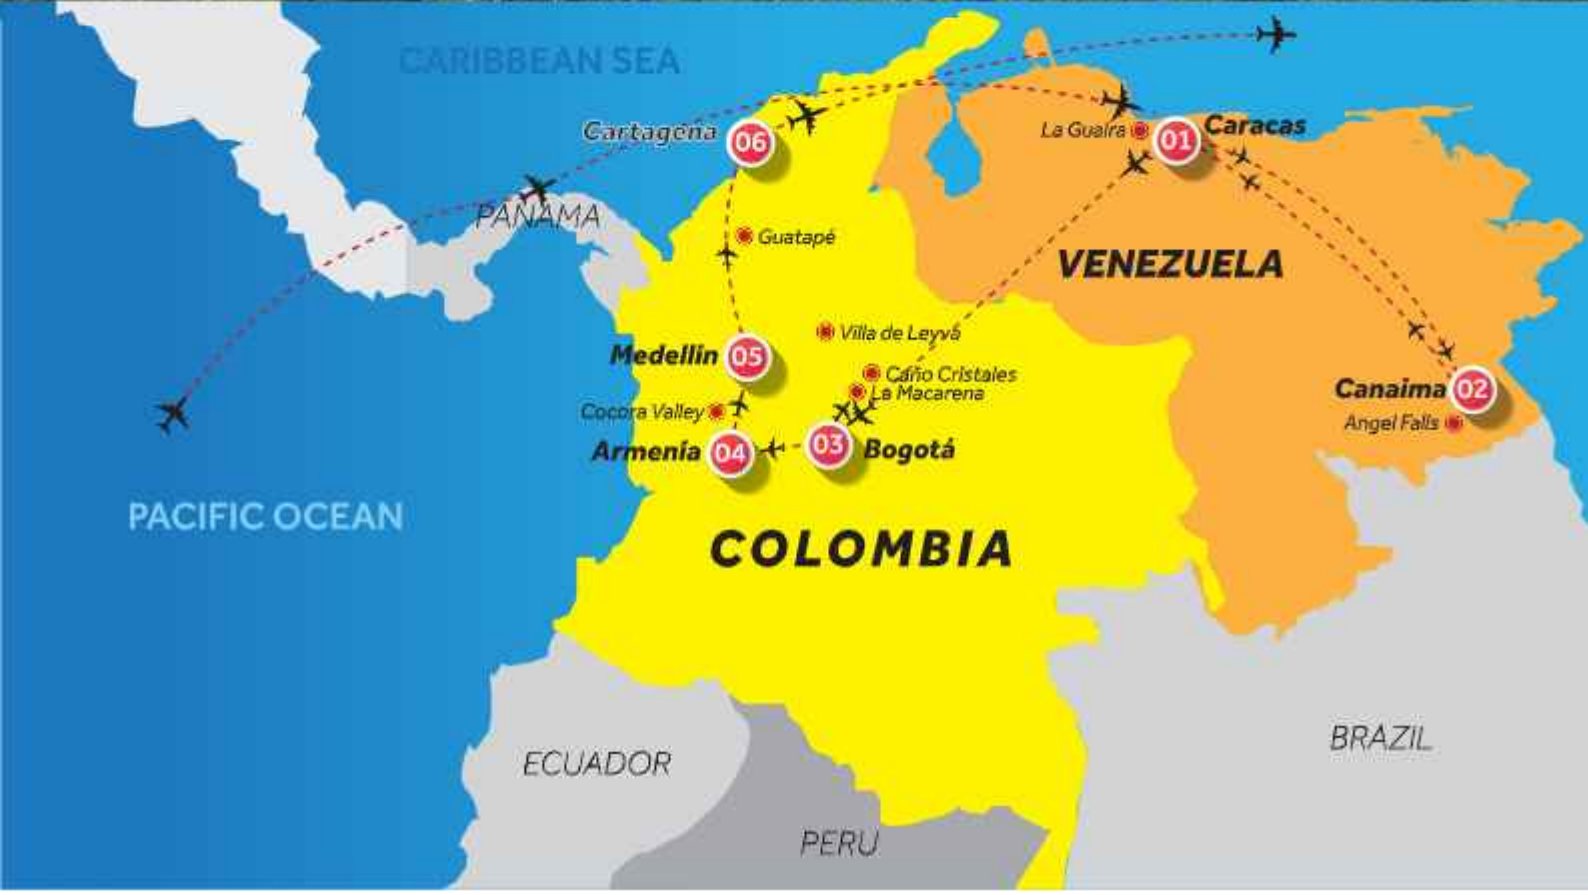 CARIBBEAN SEA
Cartagena
06
La Guaira
01
Caracas
PANAMA
Guatapé
VENEZUELA
Villa de Leyva
Medellín
05
Caño Cristales
La Macarena
Canaima
02
Cocora Valley
Angel Falls
Armenia
04
03
Bogotá
PACIFIC OCEAN
COLOMBIA
ECUADOR
BRAZIL
PERU